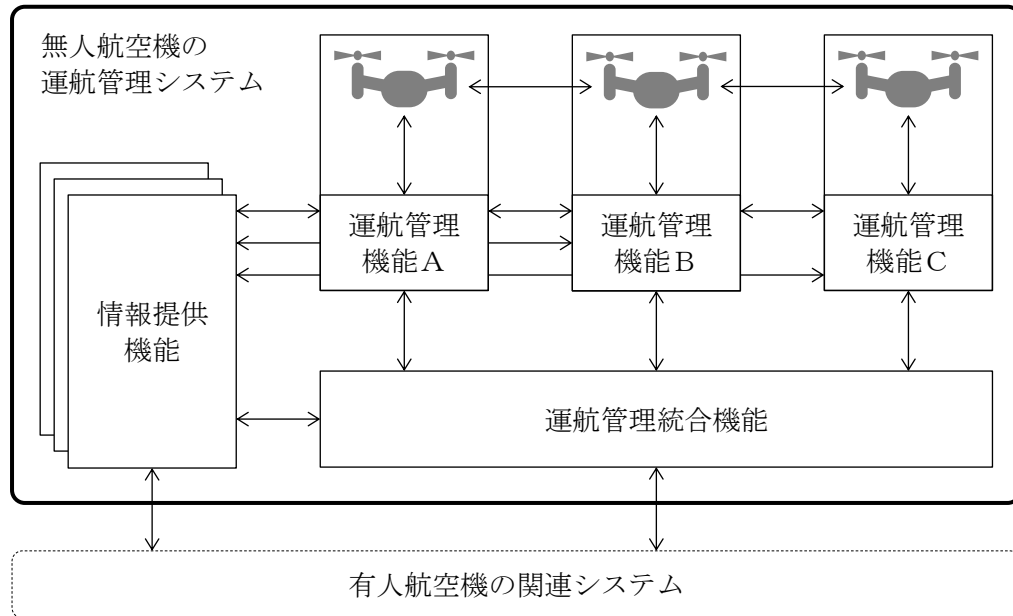 無人航空機の
運航管理システム
情報提供
機能
運航管理
機能Ａ
運航管理
機能Ｂ
運航管理
機能Ｃ
運航管理統合機能
有人航空機の関連システム